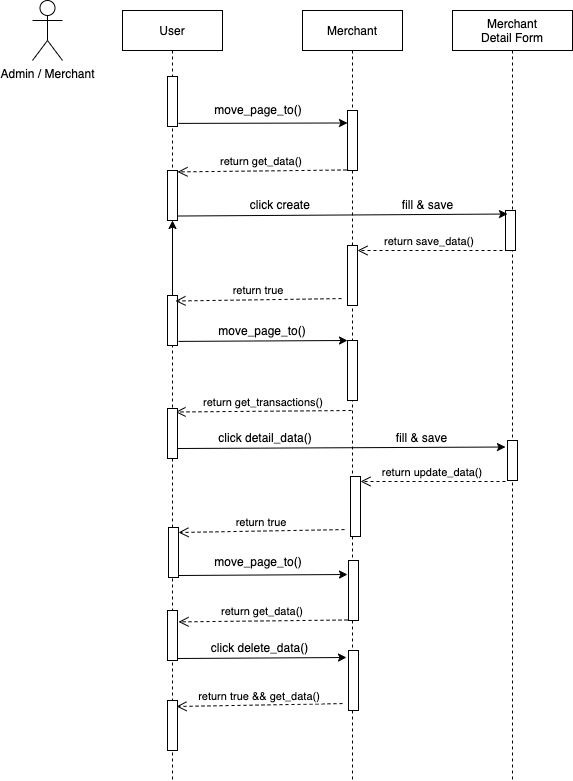 User
Merchant
Merchant
Detail Form
Admin / Merchant
move_page_to()
return get_data()
click create
fill & save
return save_data()
return true
move_page_to()
return get_transactions()
click detail_data()
fill & save
return update_data()
return true
move_page_to()
return get_data()
click delete_data()
return true && get_data()